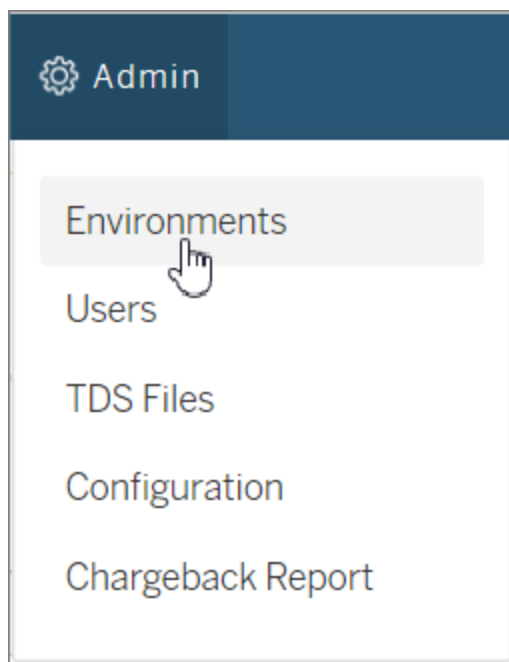 Admin
Environments
Users
TDS Files
Configuration
Chargeback Report